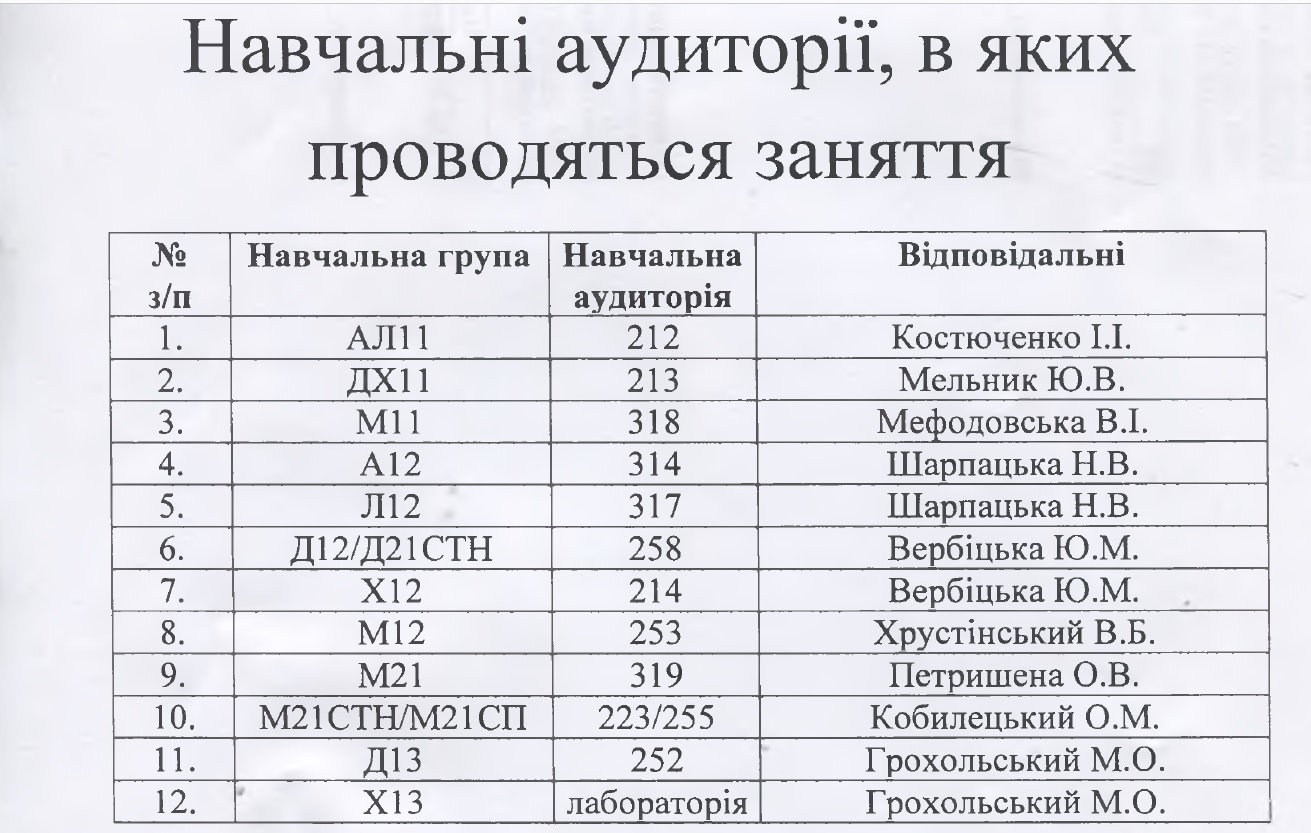 Навчальні аудиторії, в яких
проводяться заняття
№ з/п Навчальна група Навчальна аудиторія Відповідальні
1. АЛ11 212 Костюченко І.І.
2. ДХ11 213 Мельник Ю.В.
3. М11 318 Мефодовська В.І.
4. А12 314 Шарпацька Н.В.
5. Л12 317 Шарпацька Н.В.
6. Д12/Д21СТН 258 Вербіцька Ю.М.
7. Х12 214 Вербіцька Ю.М.
8. М12 253 Хрустінський В.Б.
9. М21 319 Петришена О.В.
10. М21СТН/М21СП 223/255 Кобилецький О.М.
11. Д13 252 Грохольський М.О.
12. Х13 лабораторія Грохольський М.О.